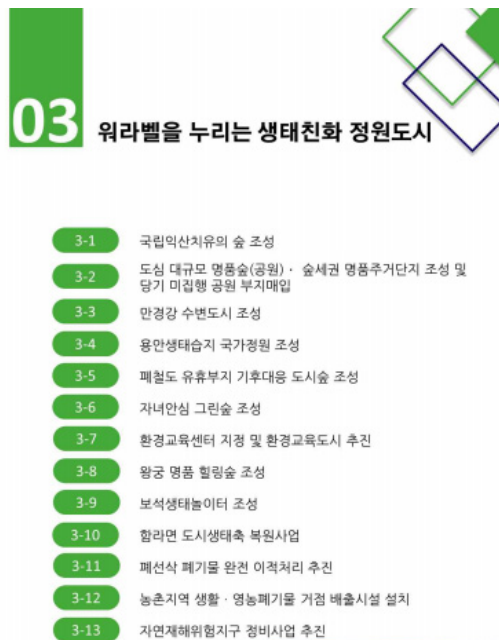 03 워라벨을 누리는 생태친화 정원도시
3-1 국립익산치유의 숲 조성
3-2 도심 대규모 명품숲(공원) · 숲세권 명품주거단지 조성 및
당기 미집행 공원 부지매입
3-3 만경강 수변도시 조성
3-4 용안생태습지 국가정원 조성
3-5 폐철도 유휴부지 기후대응 도시숲 조성
3-6 자녀안심 그린숲 조성
3-7 환경교육센터 지정 및 환경교육도시 추진
3-8 왕궁 명품 힐링숲 조성
3-9 보석생태놀이터 조성
3-10 함라면 도시생태축 복원사업
3-11 폐선삭 폐기물 완전 이적처리 추진
3-12 농촌지역 생활 · 영농폐기물 거점 배출시설 설치
3-13 자연재해위험지구 정비사업 추진